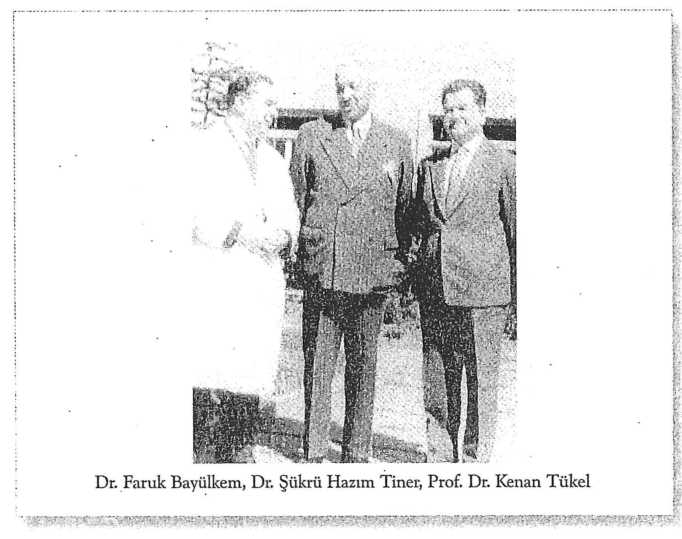 Dr. Faruk Bayülkem, Dr. Şükrü Hazım Tiner, Prof. Dr. Kenan Tükel